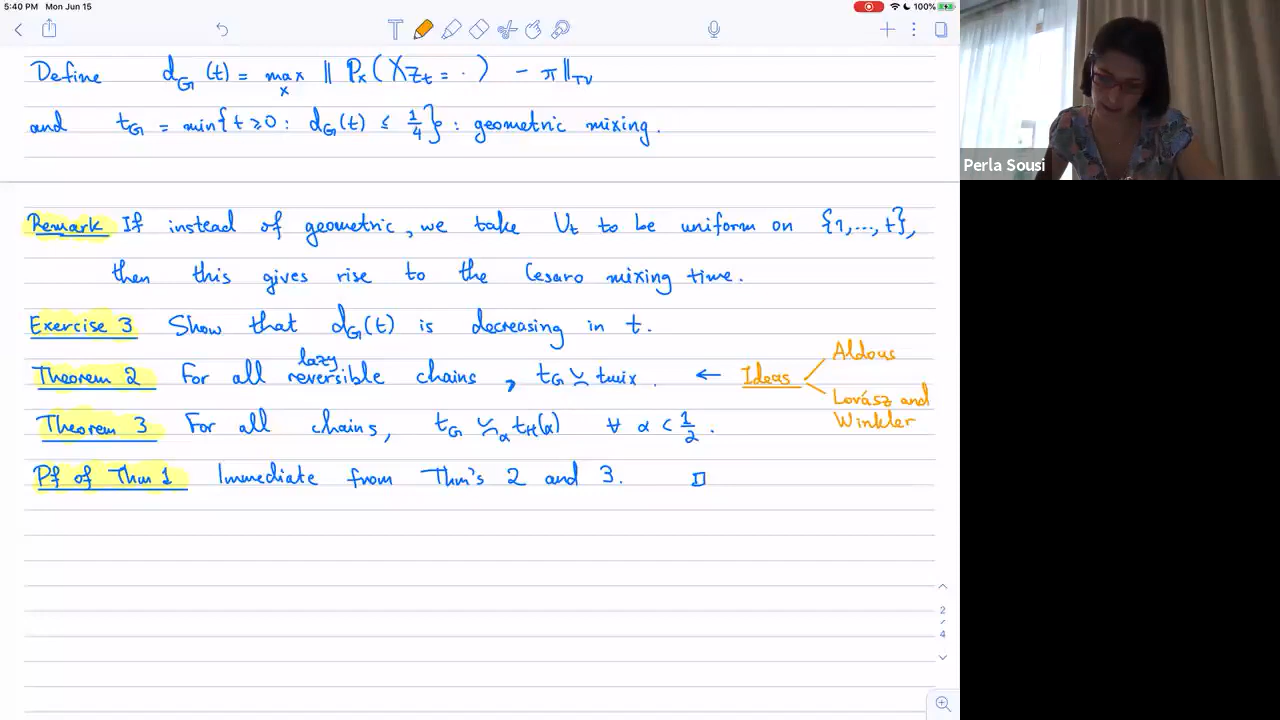 5:40 PM Mon Jun 15
100%
Define d_G(t) = max_x ‖ P_x( X_{Z_t} = · ) − π‖_TV
and t_G = min{ t ≥ 0 : d_G(t) ≤ 1/4 } : geometric mixing.
Remark If instead of geometric, we take U_t to be uniform on {1,...,t},
then this gives rise to the Cesaro mixing time.
Exercise 3 Show that d_G(t) is decreasing in t.
Theorem 2 For all lazy reversible chains, t_G ≍ tmix. ← Ideas
Aldous
Lovász and
Winkler
Theorem 3 For all chains, t_G ≍_α t_H(α) ∀ α < 1/2.
Pf of Thm 1 Immediate from Thm's 2 and 3. □
2
/
4
Perla Sousi